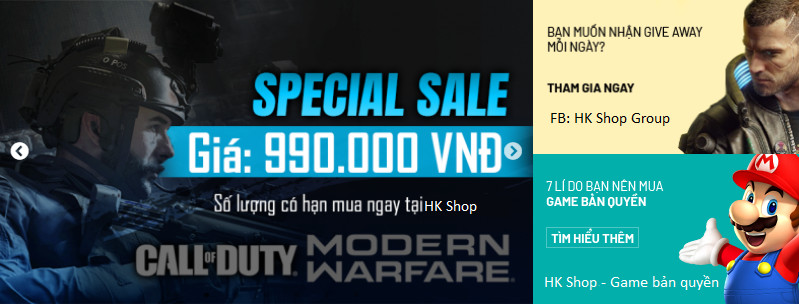 SPECIAL SALE
Giá: 990.000 VNĐ
Số lượng có hạn mua ngay tại HK Shop
CALL OF DUTY MODERN
WARFARE
BẠN MUỐN NHẬN GIVE AWAY
MỖI NGÀY?
THAM GIA NGAY
FB: HK Shop Group
7 LÍ DO BẠN NÊN MUA
GAME BẢN QUYỀN
TÌM HIỂU THÊM
HK Shop - Game bản quyền
M